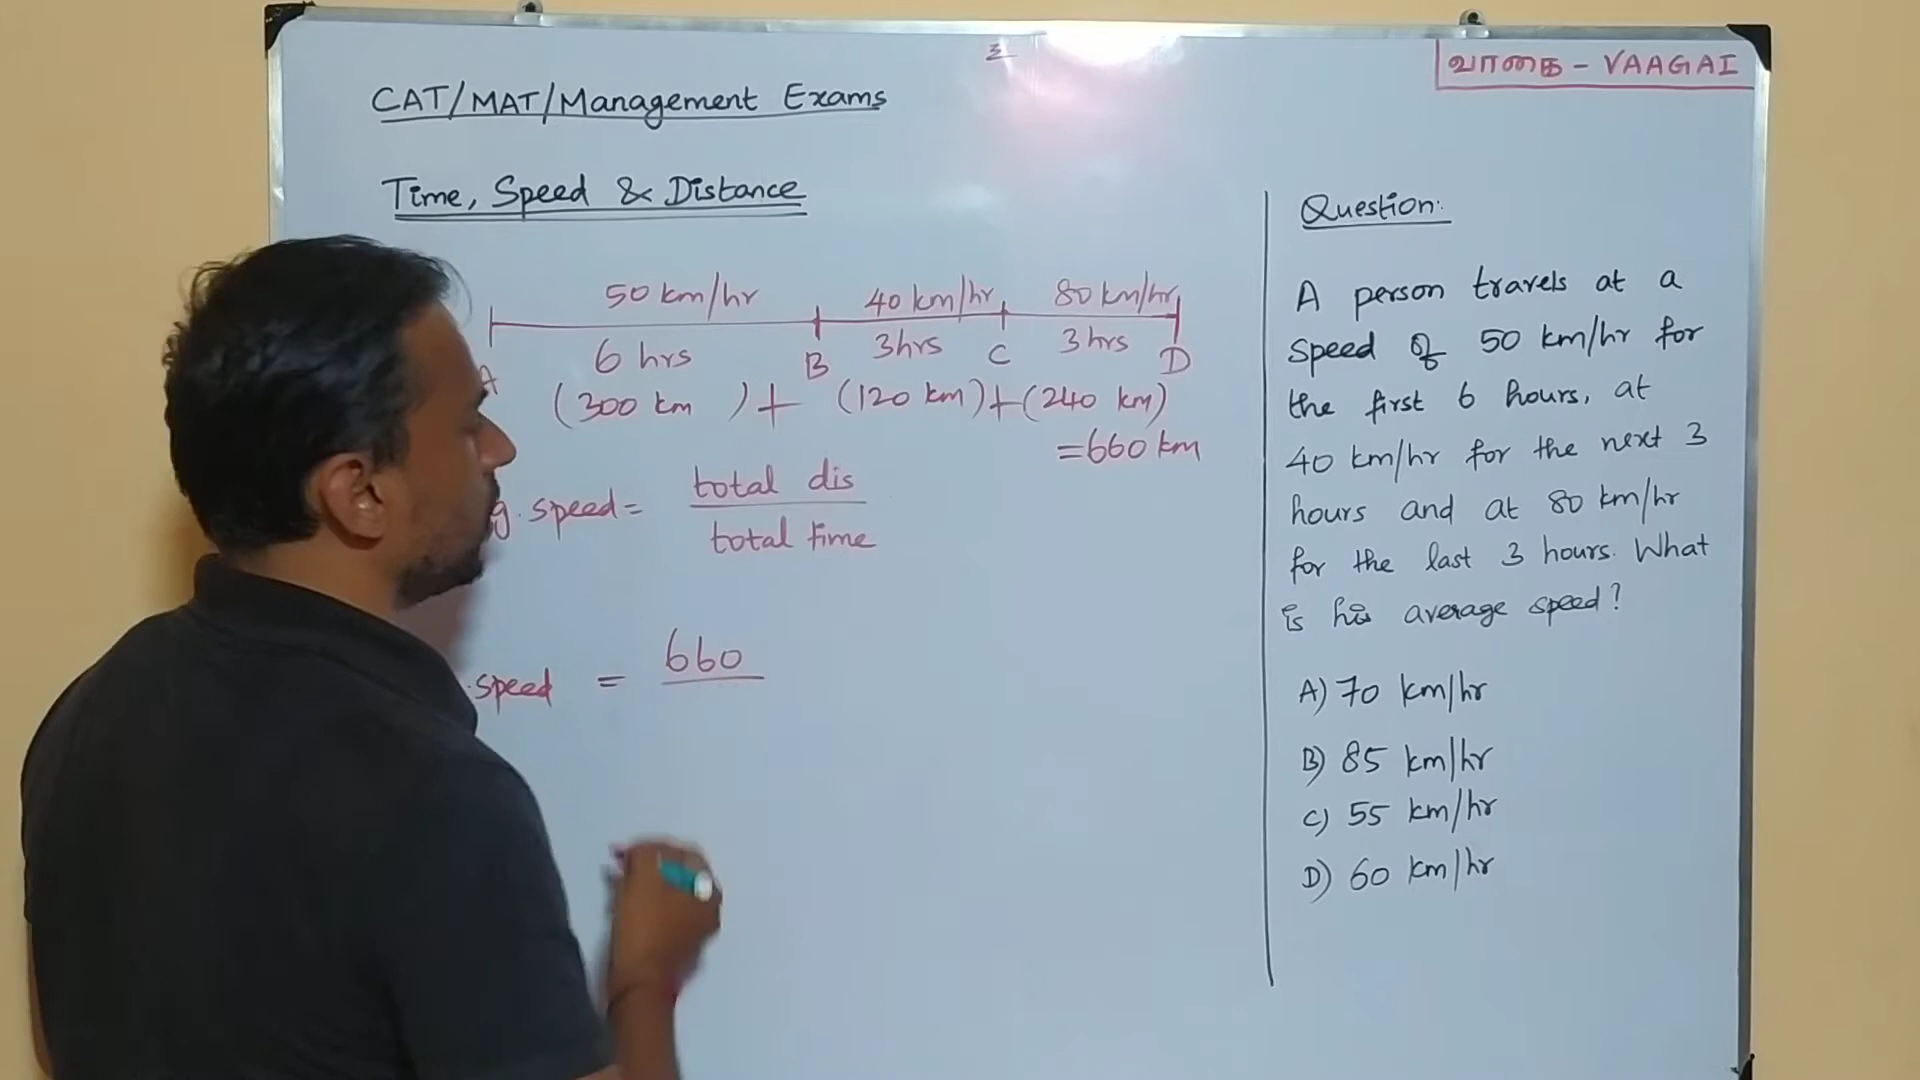 3
வாகை - VAAGAI
CAT/MAT/Management Exams
Time, Speed & Distance
50 km/hr 40 km/hr 80 km/hr
6 hrs 3hrs 3 hrs
A B C D
(300 km ) + (120 km) + (240 km)
= 660 km
g. speed = total dis
total time
.speed = 660
Question:
A person travels at a
speed of 50 km/hr for
the first 6 hours, at
40 km/hr for the next 3
hours and at 80 km/hr
for the last 3 hours. What
is his average speed?
A) 70 km/hr
B) 85 km/hr
C) 55 km/hr
D) 60 km/hr